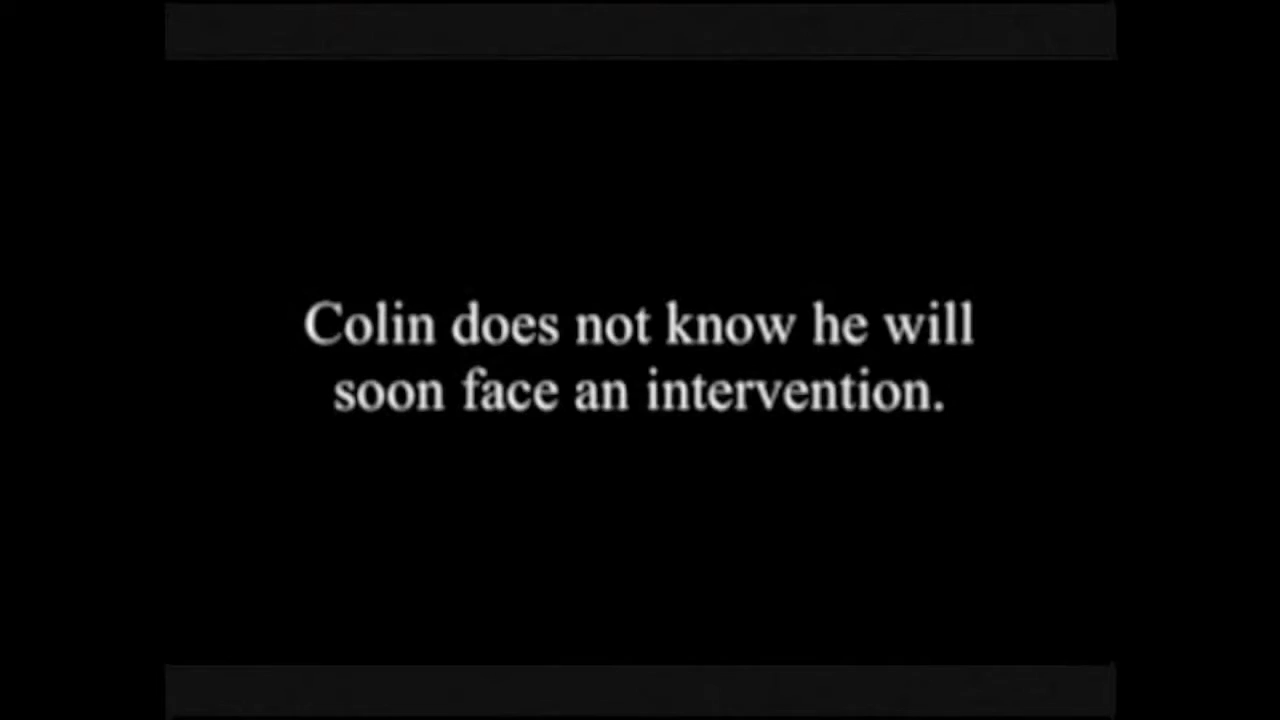 Colin does not know he will
soon face an intervention.